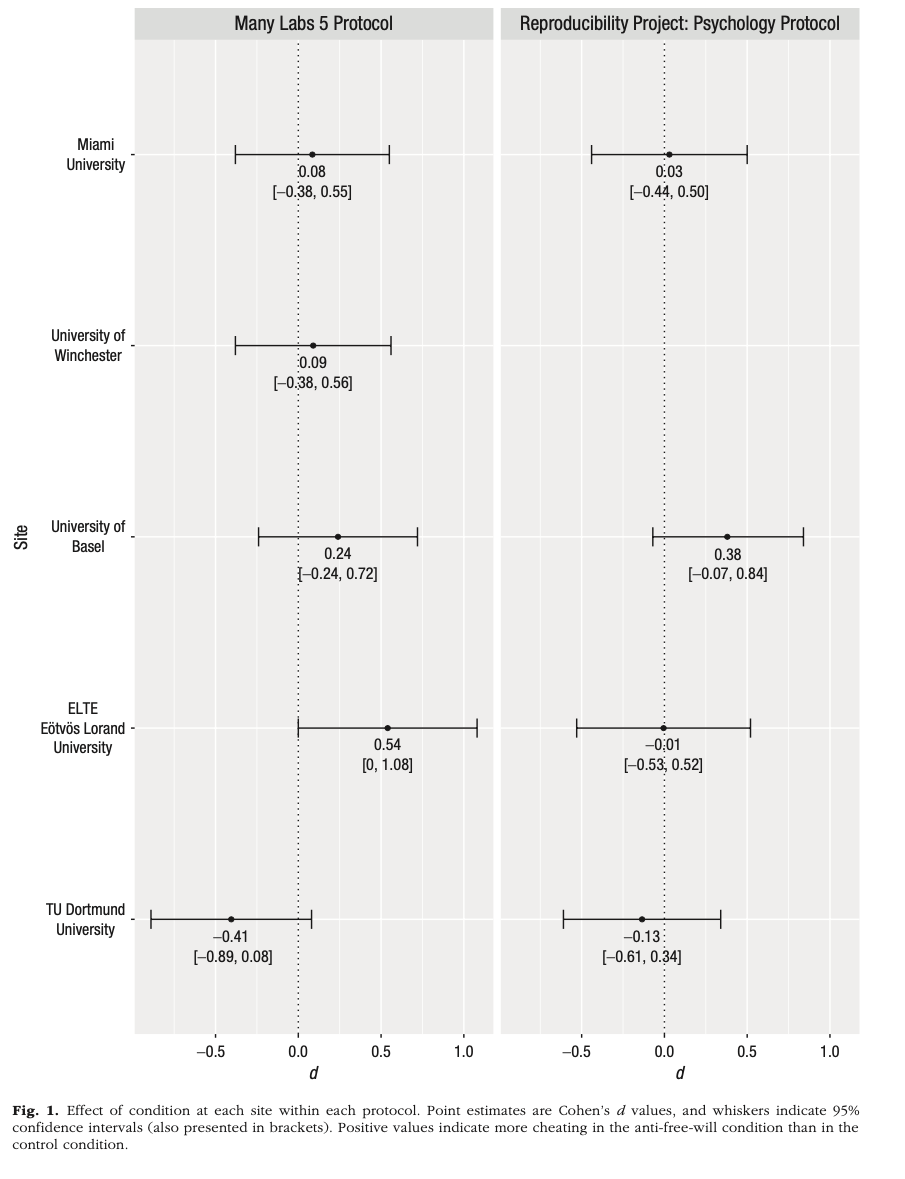 Many Labs 5 Protocol
Reproducibility Project: Psychology Protocol
Miami
University
0.08
[−0.38, 0.55]
0.03
[−0.44, 0.50]
University of
Winchester
0.09
[−0.38, 0.56]
Site
University of
Basel
0.24
[−0.24, 0.72]
0.38
[−0.07, 0.84]
ELTE
Eötvös Lorand
University
0.54
[0, 1.08]
−0.01
[−0.53, 0.52]
TU Dortmund
University
−0.41
[−0.89, 0.08]
−0.13
[−0.61, 0.34]
−0.5 0.0 0.5 1.0
−0.5 0.0 0.5 1.0
d
d
Fig. 1. Effect of condition at each site within each protocol. Point estimates are Cohen's d values, and whiskers indicate 95%
confidence intervals (also presented in brackets). Positive values indicate more cheating in the anti-free-will condition than in the
control condition.